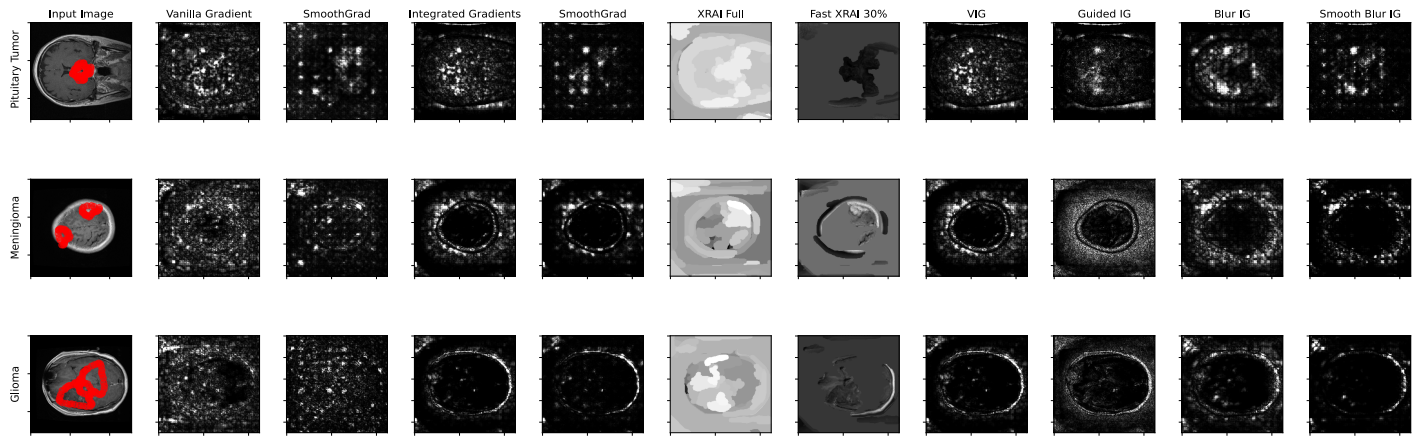 Input Image Vanilla Gradient SmoothGrad Integrated Gradients SmoothGrad XRAI Full Fast XRAI 30% VIG Guided IG Blur IG Smooth Blur IG
Pituitary Tumor
Meningioma
Glioma